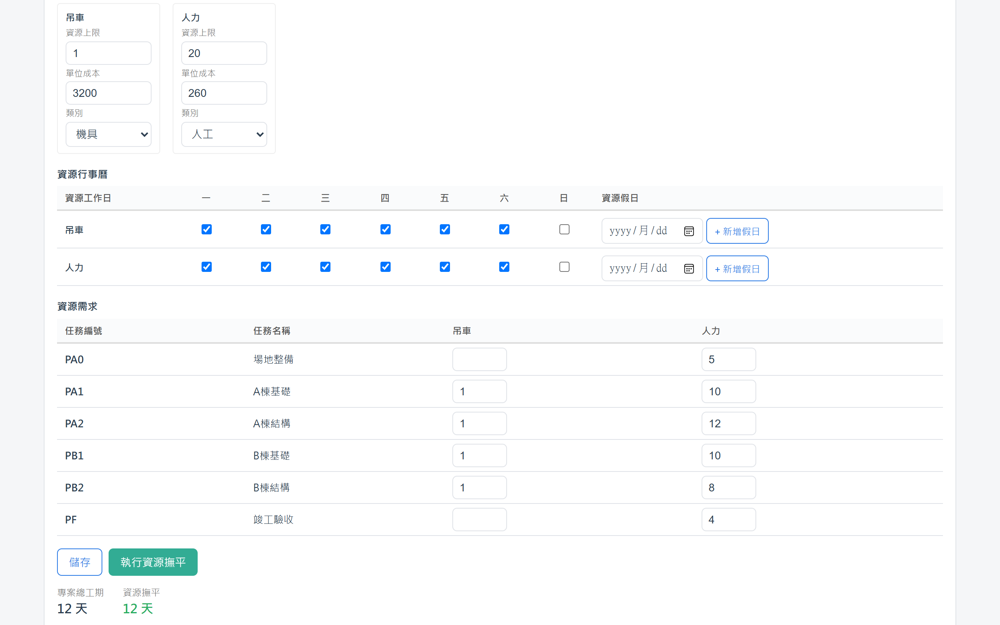 吊車 人力
資源上限 資源上限
1 20
單位成本 單位成本
3200 260
類別 類別
機具 人工
資源行事曆
資源工作日 一 二 三 四 五 六 日 資源假日
吊車 yyyy/月/dd + 新增假日
人力 yyyy/月/dd + 新增假日
資源需求
任務編號 任務名稱 吊車 人力
PA0 場地整備 5
PA1 A棟基礎 1 10
PA2 A棟結構 1 12
PB1 B棟基礎 1 10
PB2 B棟結構 1 8
PF 竣工驗收 4
儲存 執行資源撫平
專案總工期 資源撫平
12 天 12 天